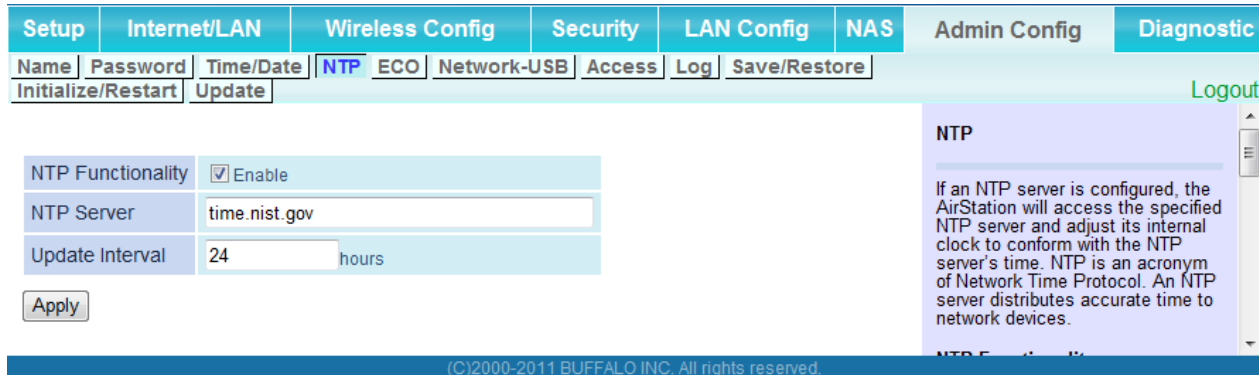 Setup Internet/LAN Wireless Config Security LAN Config NAS Admin Config Diagnostic
Name Password Time/Date NTP ECO Network-USB Access Log Save/Restore
Initialize/Restart Update
Logout
NTP Functionality Enable
NTP Server time.nist.gov
Update Interval 24 hours
Apply
NTP
If an NTP server is configured, the
AirStation will access the specified
NTP server and adjust its internal
clock to conform with the NTP
server's time. NTP is an acronym
of Network Time Protocol. An NTP
server distributes accurate time to
network devices.
NTP Functionality
(C)2000-2011 BUFFALO INC. All rights reserved.